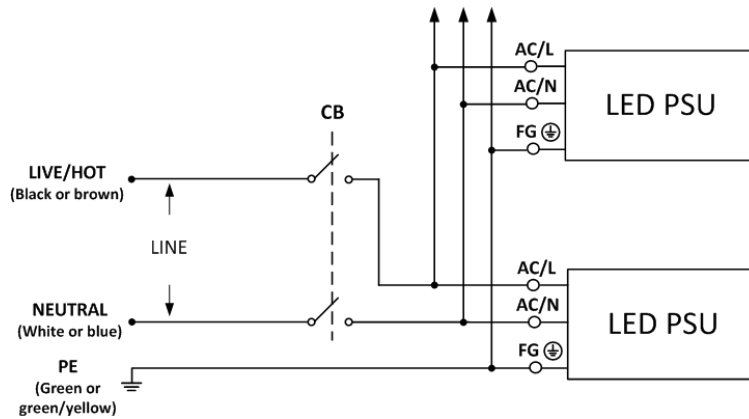 AC/L
AC/N
LED PSU
FG
CB
LIVE/HOT
(Black or brown)
LINE
AC/L
NEUTRAL
(White or blue)
AC/N
LED PSU
FG
PE
(Green or
green/yellow)